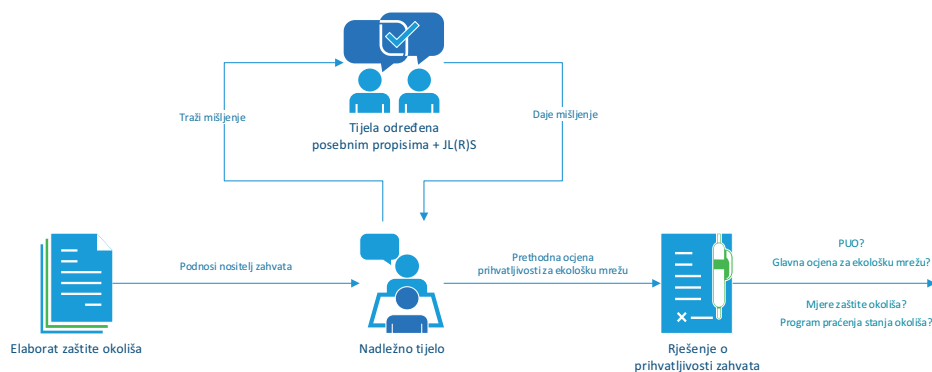 Traži mišljenje
Daje mišljenje
Tijela određena
posebnim propisima + JL(R)S
Podnosi nositelj zahvata
Prethodna ocjena
prihvatljivosti za ekološku mrežu
PUO?
Glavna ocjena za ekološku mrežu?
Mjere zaštite okoliša?
Program praćenja stanja okoliša?
Elaborat zaštite okoliša
Nadležno tijelo
Rješenje o
prihvatljivosti zahvata